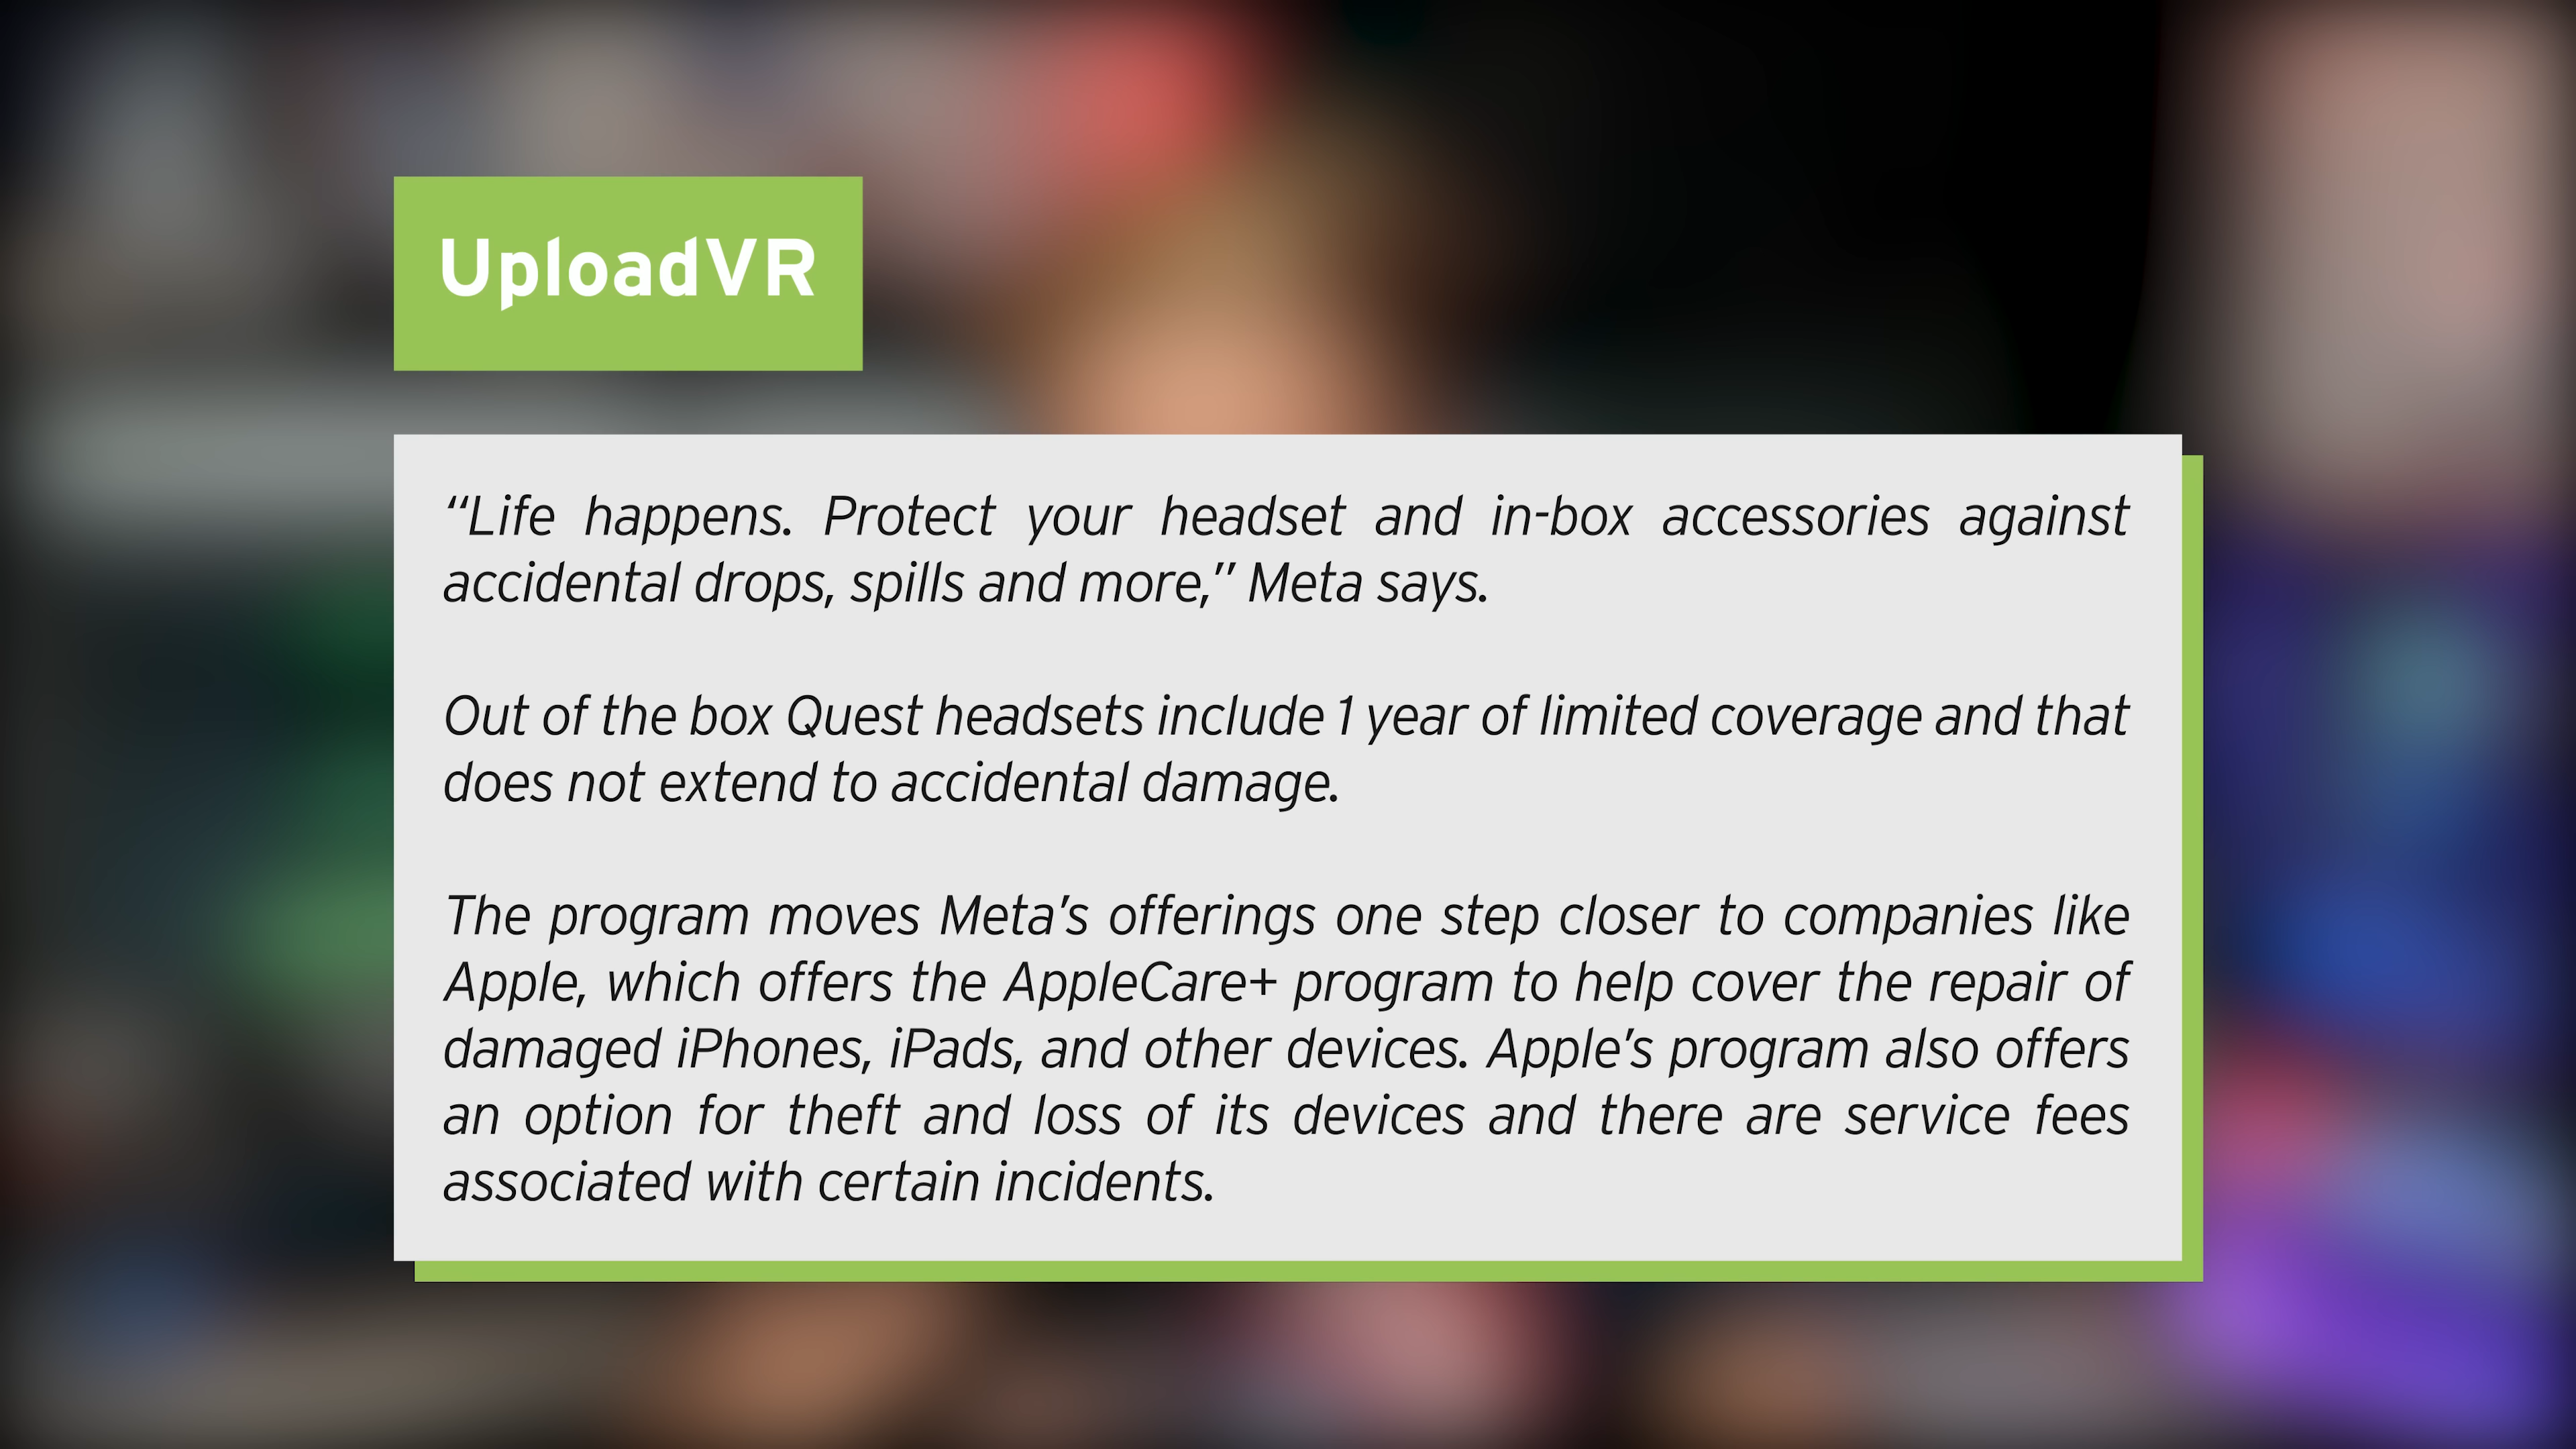 UploadVR
“Life happens. Protect your headset and in-box accessories against
accidental drops, spills and more,” Meta says.
Out of the box Quest headsets include 1 year of limited coverage and that
does not extend to accidental damage.
The program moves Meta’s offerings one step closer to companies like
Apple, which offers the AppleCare+ program to help cover the repair of
damaged iPhones, iPads, and other devices. Apple’s program also offers
an option for theft and loss of its devices and there are service fees
associated with certain incidents.